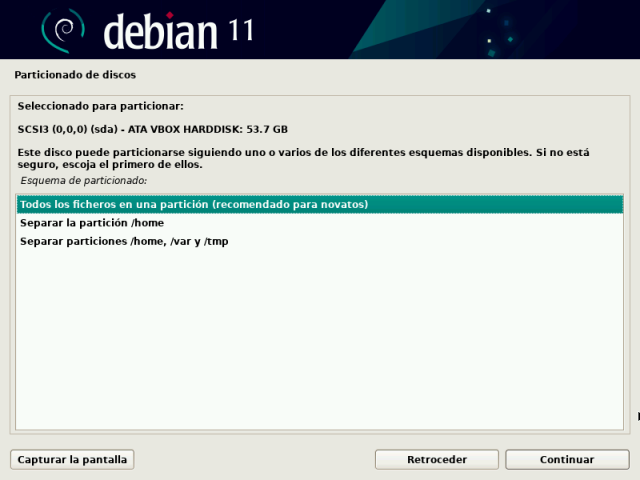 debian 11
Particionado de discos
Seleccionado para particionar:
SCSI3 (0,0,0) (sda) - ATA VBOX HARDDISK: 53.7 GB
Este disco puede particionarse siguiendo uno o varios de los diferentes esquemas disponibles. Si no está
seguro, escoja el primero de ellos.
Esquema de particionado:
Todos los ficheros en una partición (recomendado para novatos)
Separar la partición /home
Separar particiones /home, /var y /tmp
Capturar la pantalla
Retroceder
Continuar